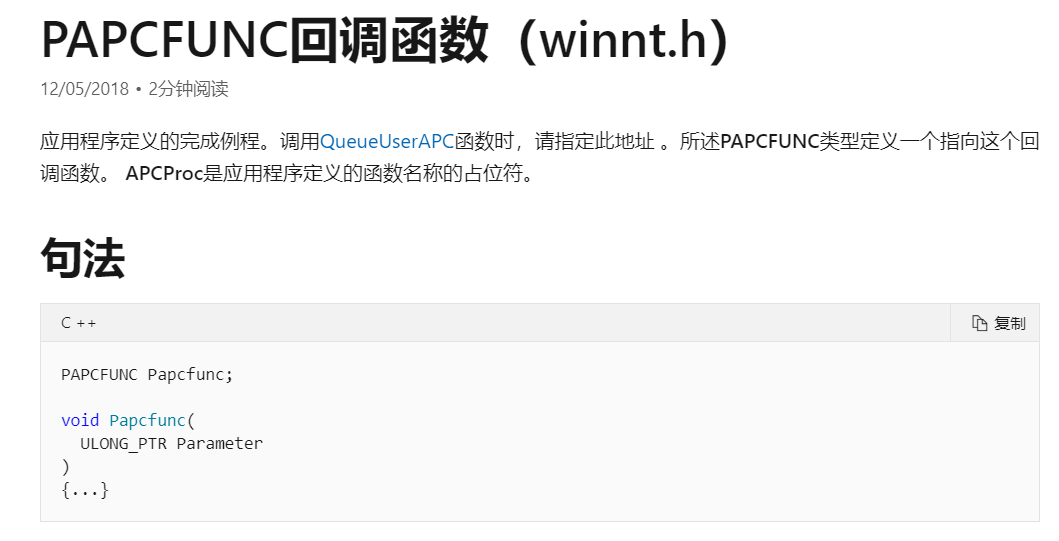 PAPCFUNC回调函数（winnt.h）
12/05/2018 • 2分钟阅读
应用程序定义的完成例程。调用QueueUserAPC函数时，请指定此地址 。所述PAPCFUNC类型定义一个指向这个回
调函数。 APCProc是应用程序定义的函数名称的占位符。
句法
C ++
复制
PAPCFUNC Papcfunc;
void Papcfunc(
  ULONG_PTR Parameter
)
{...}